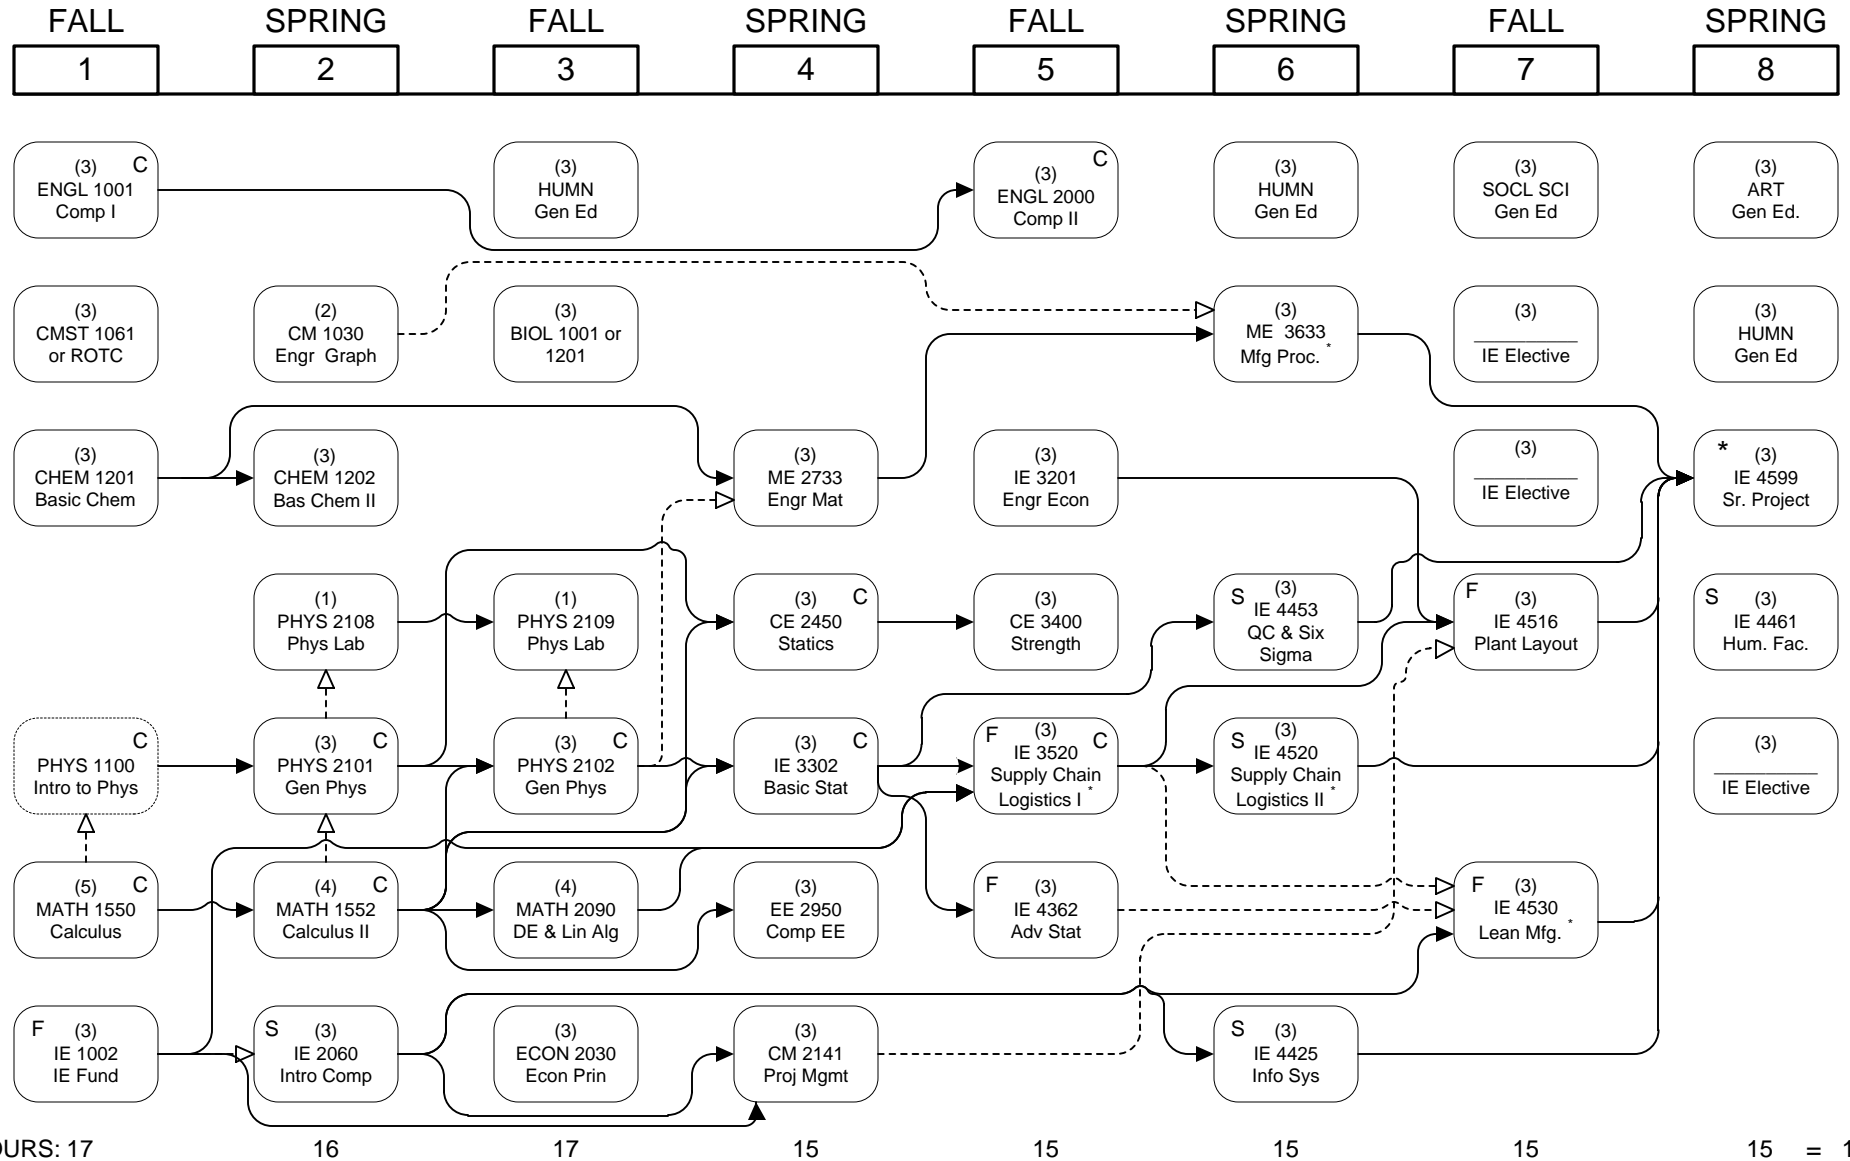 FALL SPRING FALL SPRING FALL SPRING FALL SPRING
1 2 3 4 5 6 7 8
(3) C
ENGL 1001
Comp I
(3)
HUMN
Gen Ed
C
(3)
ENGL 2000
Comp II
(3)
HUMN
Gen Ed
(3)
SOCL SCI
Gen Ed
(3)
ART
Gen Ed.
(3)
CMST 1061
or ROTC
(2)
CM 1030
Engr Graph
(3)
BIOL 1001 or
1201
(3)
ME 3633
Mfg Proc. *
(3)
IE Elective
(3)
HUMN
Gen Ed
(3)
CHEM 1201
Basic Chem
(3)
CHEM 1202
Bas Chem II
(3)
ME 2733
Engr Mat
(3)
IE 3201
Engr Econ
(3)
IE Elective
* (3)
IE 4599
Sr. Project
(1)
PHYS 2108
Phys Lab
(1)
PHYS 2109
Phys Lab
(3) C
CE 2450
Statics
(3)
CE 3400
Strength
S (3)
IE 4453
QC & Six
Sigma
F (3)
IE 4516
Plant Layout
S (3)
IE 4461
Hum. Fac.
C
PHYS 1100
Intro to Phys
(3) C
PHYS 2101
Gen Phys
(3) C
PHYS 2102
Gen Phys
(3) C
IE 3302
Basic Stat
F (3) C
IE 3520
Supply Chain
Logistics I *
S (3)
IE 4520
Supply Chain
Logistics II *
(3)
IE Elective
(5) C
MATH 1550
Calculus
(4) C
MATH 1552
Calculus II
(4)
MATH 2090
DE & Lin Alg
(3)
EE 2950
Comp EE
F (3)
IE 4362
Adv Stat
F (3)
IE 4530
Lean Mfg. *
F (3)
IE 1002
IE Fund
S (3)
IE 2060
Intro Comp
(3)
ECON 2030
Econ Prin
(3)
CM 2141
Proj Mgmt
S (3)
IE 4425
Info Sys
OURS: 17 16 17 15 15 15 15 15 = 1